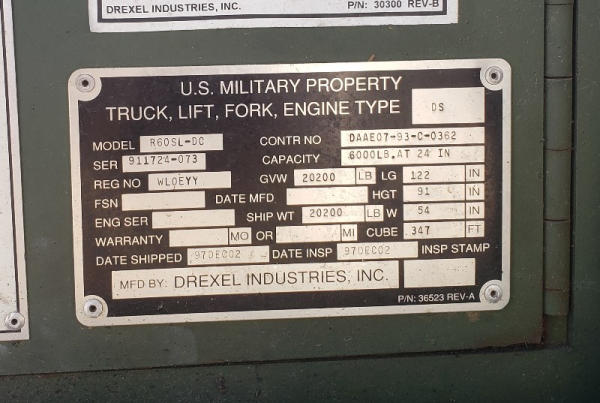 DREXEL INDUSTRIES, INC. P/N: 30300 REV-B
U.S. MILITARY PROPERTY
TRUCK, LIFT, FORK, ENGINE TYPE DS
MODEL R60SL-DC CONTR NO DAAE07-93-C-0362
SER 911724-073 CAPACITY 6000LB.AT 24 IN
REG NO WL0EYY GVW 20200 LB LG 122 IN
FSN DATE MFD HGT 91 IN
ENG SER SHIP WT 20200 LB W 54 IN
WARRANTY MO OR MI CUBE 347 FT
DATE SHIPPED 97DEC02 DATE INSP 97DEC02 INSP STAMP
MFD BY: DREXEL INDUSTRIES, INC.
P/N: 36523 REV-A